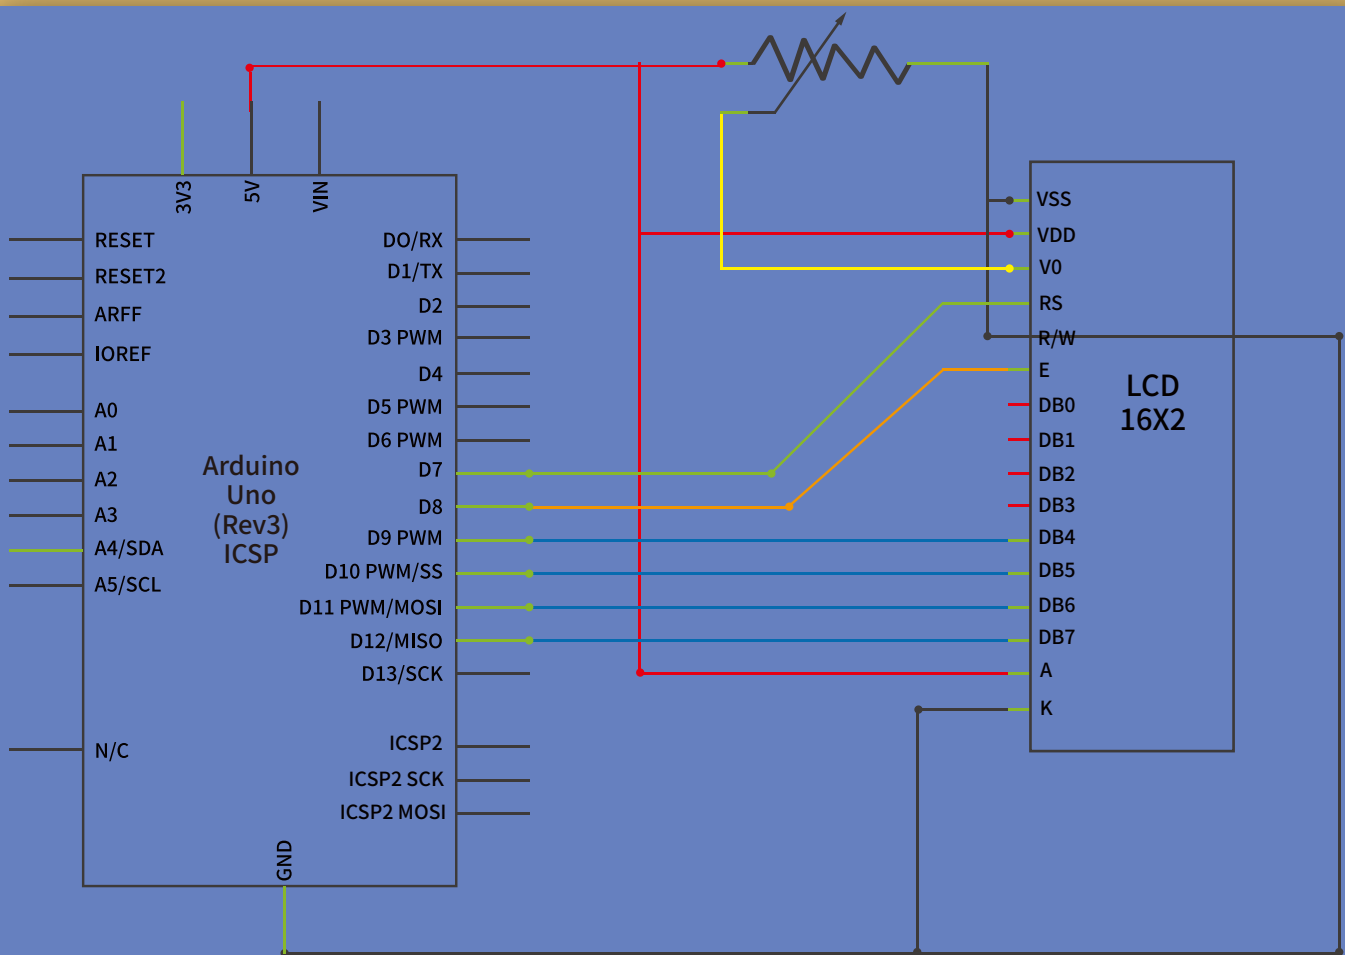 3V3
5V
VIN
RESET
RESET2
ARFF
IOREF
A0
A1
A2
A3
A4/SDA
A5/SCL
N/C
Arduino
Uno
(Rev3)
ICSP
DO/RX
D1/TX
D2
D3 PWM
D4
D5 PWM
D6 PWM
D7
D8
D9 PWM
D10 PWM/SS
D11 PWM/MOSI
D12/MISO
D13/SCK
ICSP2
ICSP2 SCK
ICSP2 MOSI
GND
VSS
VDD
V0
RS
R/W
E
DB0
DB1
DB2
DB3
DB4
DB5
DB6
DB7
A
K
LCD
16X2